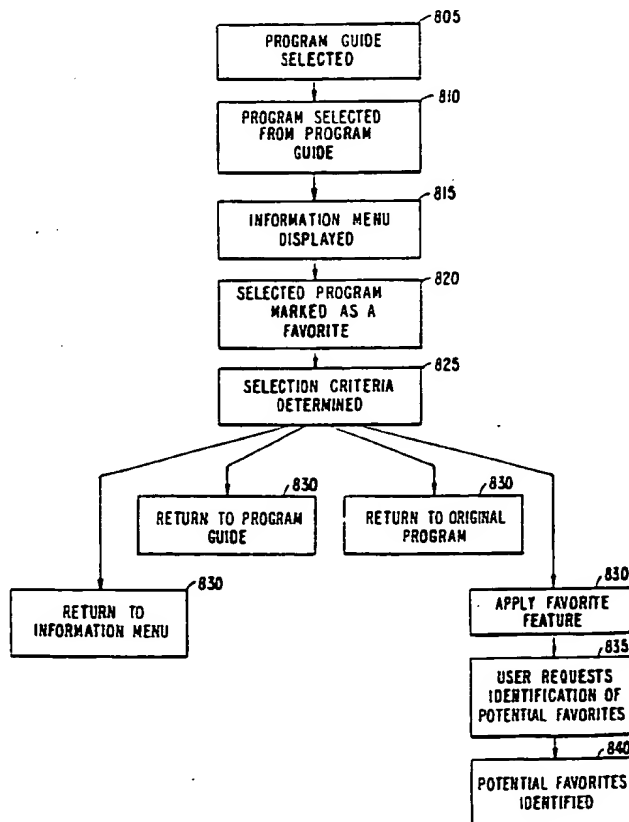 805
PROGRAM GUIDE
SELECTED
810
PROGRAM SELECTED
FROM PROGRAM
GUIDE
815
INFORMATION MENU
DISPLAYED
820
SELECTED PROGRAM
MARKED AS A
FAVORITE
825
SELECTION CRITERIA
DETERMINED
830
RETURN TO PROGRAM
GUIDE
830
RETURN TO ORIGINAL
PROGRAM
830
RETURN TO
INFORMATION MENU
830
APPLY FAVORITE
FEATURE
835
USER REQUESTS
IDENTIFICATION OF
POTENTIAL FAVORITES
840
POTENTIAL FAVORITES
IDENTIFIED